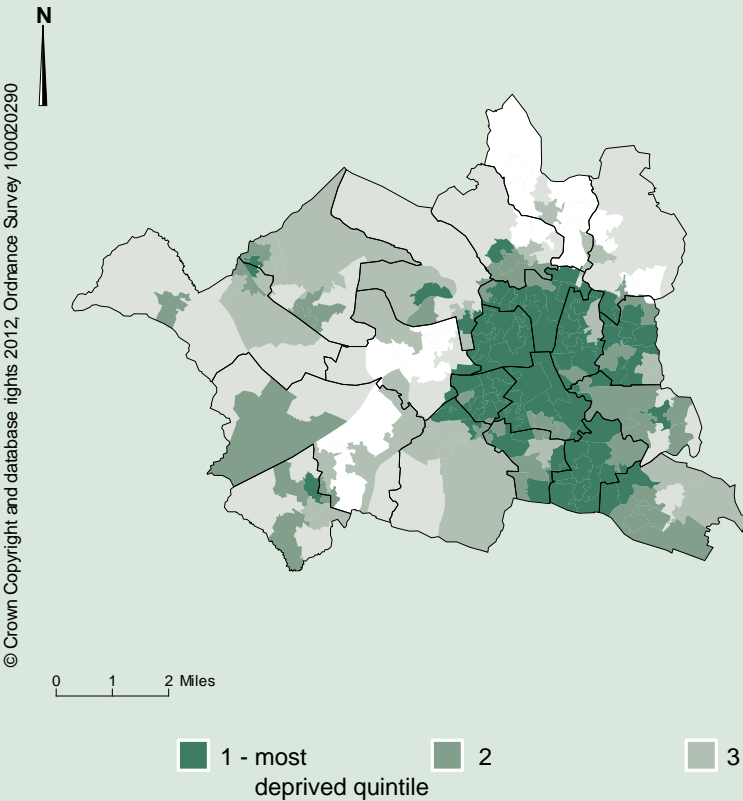 N
© Crown Copyright and database rights 2012, Ordnance Survey 100020290
0 1 2 Miles
1 - most
deprived quintile
2
3